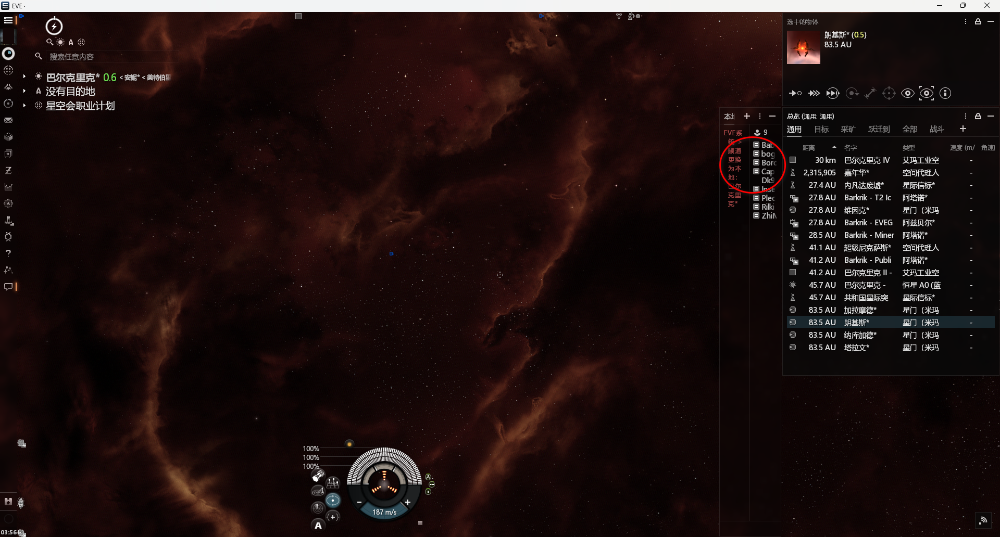 EVE -
搜索任意内容
巴尔克里克* 0.6 < 安妮* < 美特伯里
A 没有目的地
星空会职业计划
选中的物体
朗基斯* (0.5)
83.5 AU
本地
EVE系
统 >
频道
更换
为本
地：
巴尔
克里
克*
9
Bab
bog
Boro
Cap
Dk9
Inse
Plec
Rilki
ZhiM
总览 (通用: 通用)
通用 目标 采矿 跃迁到 全部 战斗 +
距离 名字 类型 速度 (m/ 角速
30 km 巴尔克里克 IV 艾玛工业空 -
2,315,905 嘉年华* 空间代理人 -
27.4 AU 内凡达废墟* 星际信标* -
27.8 AU Barkrik - T2 Ic 阿塔诺* -
27.8 AU 维因克* 星门（米玛 -
27.8 AU Barkrik - EVEG 阿兹贝尔* -
28.5 AU Barkrik - Miner 阿塔诺* -
41.1 AU 超级尼克萨斯* 空间代理人 -
41.2 AU Barkrik - Publi 阿塔诺* -
41.2 AU 巴尔克里克 II - 艾玛工业空 -
45.7 AU 巴尔克里克 - 恒星 A0 (蓝 -
45.7 AU 共和国星际突 星际信标* -
83.5 AU 加拉摩德* 星门（米玛 -
83.5 AU 朗基斯* 星门（米玛 -
83.5 AU 纳库加德* 星门（米玛 -
83.5 AU 塔拉文* 星门（米玛 -
100%
100%
100%
187 m/s
A
03:56